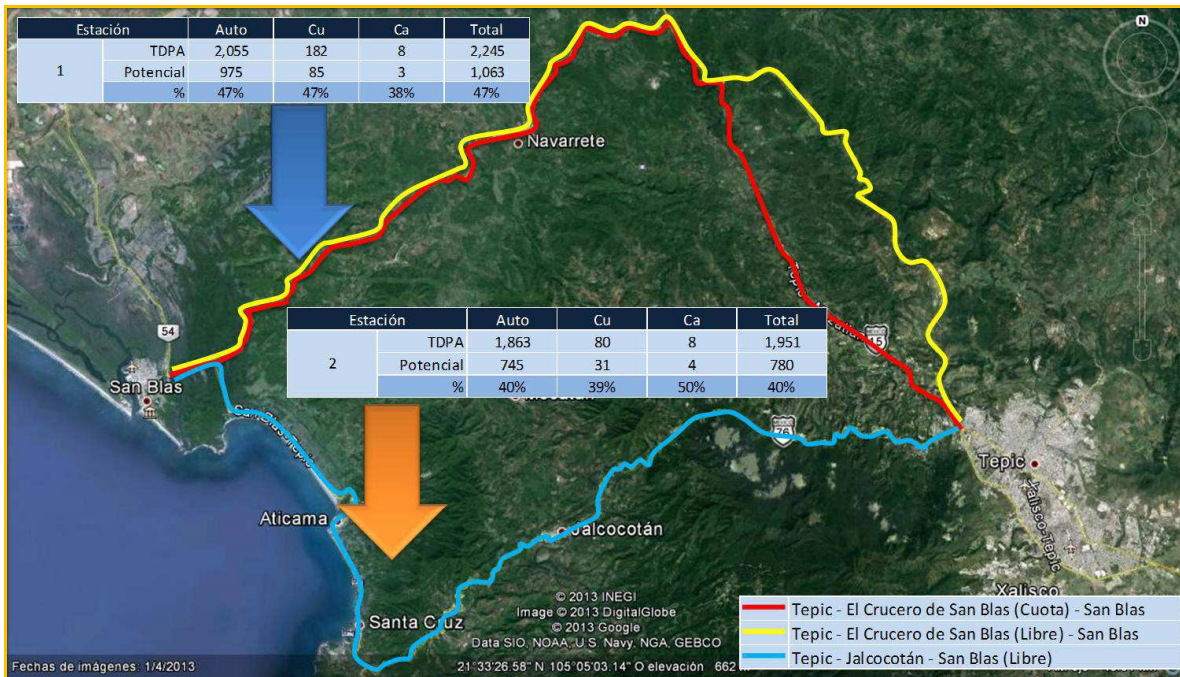 Estación Auto Cu Ca Total
1 TDPA 2,055 182 8 2,245
Potencial 975 85 3 1,063
% 47% 47% 38% 47%
N
Navarrete
54
Estación Auto Cu Ca Total
2 TDPA 1,863 80 8 1,951
Potencial 745 31 4 780
% 40% 39% 50% 40%
15
San Blas
San Blas-Tepic
76
Tepic
Aticama
Jalcocotán
Xalisco-Tepic
Xalisco
© 2013 INEGI
Image © 2013 DigitalGlobe
© 2013 Google
Data SIO, NOAA, U.S. Navy, NGA, GEBCO
Santa Cruz
Tepic - El Crucero de San Blas (Cuota) - San Blas
Tepic - El Crucero de San Blas (Libre) - San Blas
Tepic - Jalcocotán - San Blas (Libre)
Fechas de imágenes: 1/4/2013
21°33'26.58" N 105°05'03.14" O elevación 662